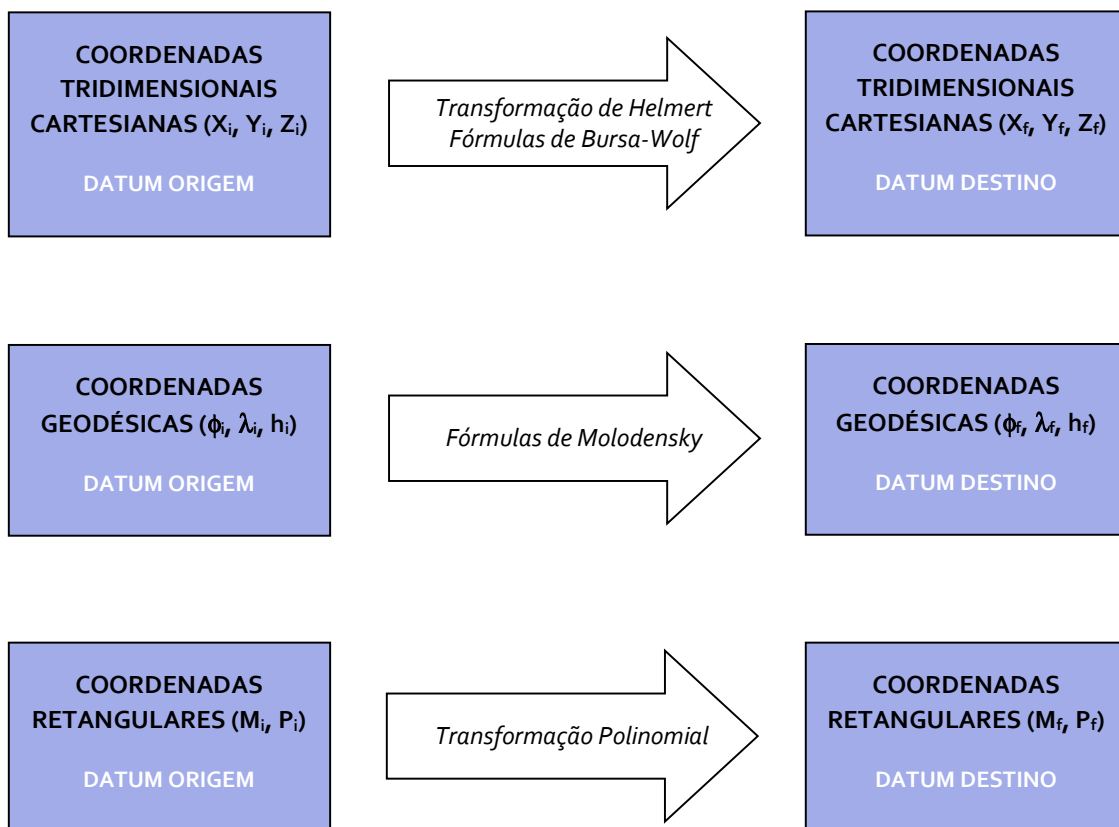 COORDENADAS
TRIDIMENSIONAIS
CARTESIANAS (Xi, Yi, Zi)
DATUM ORIGEM
Transformação de Helmert
Fórmulas de Bursa-Wolf
COORDENADAS
TRIDIMENSIONAIS
CARTESIANAS (Xf, Yf, Zf)
DATUM DESTINO
COORDENADAS
GEODÉSICAS (ϕi, λi, hi)
DATUM ORIGEM
Fórmulas de Molodensky
COORDENADAS
GEODÉSICAS (ϕf, λf, hf)
DATUM DESTINO
COORDENADAS
RETANGULARES (Mi, Pi)
DATUM ORIGEM
Transformação Polinomial
COORDENADAS
RETANGULARES (Mf, Pf)
DATUM DESTINO